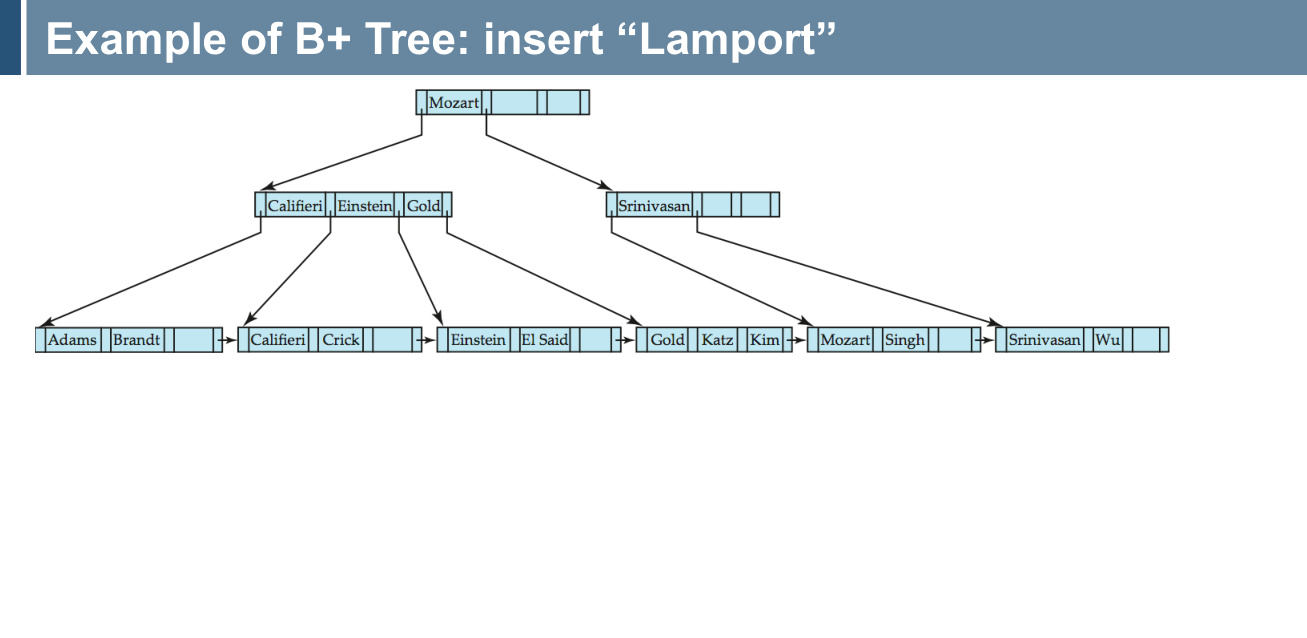 Example of B+ Tree: insert “Lamport”
Mozart
Califieri Einstein Gold
Srinivasan
Adams Brandt
Califieri Crick
Einstein El Said
Gold Katz Kim
Mozart Singh
Srinivasan Wu